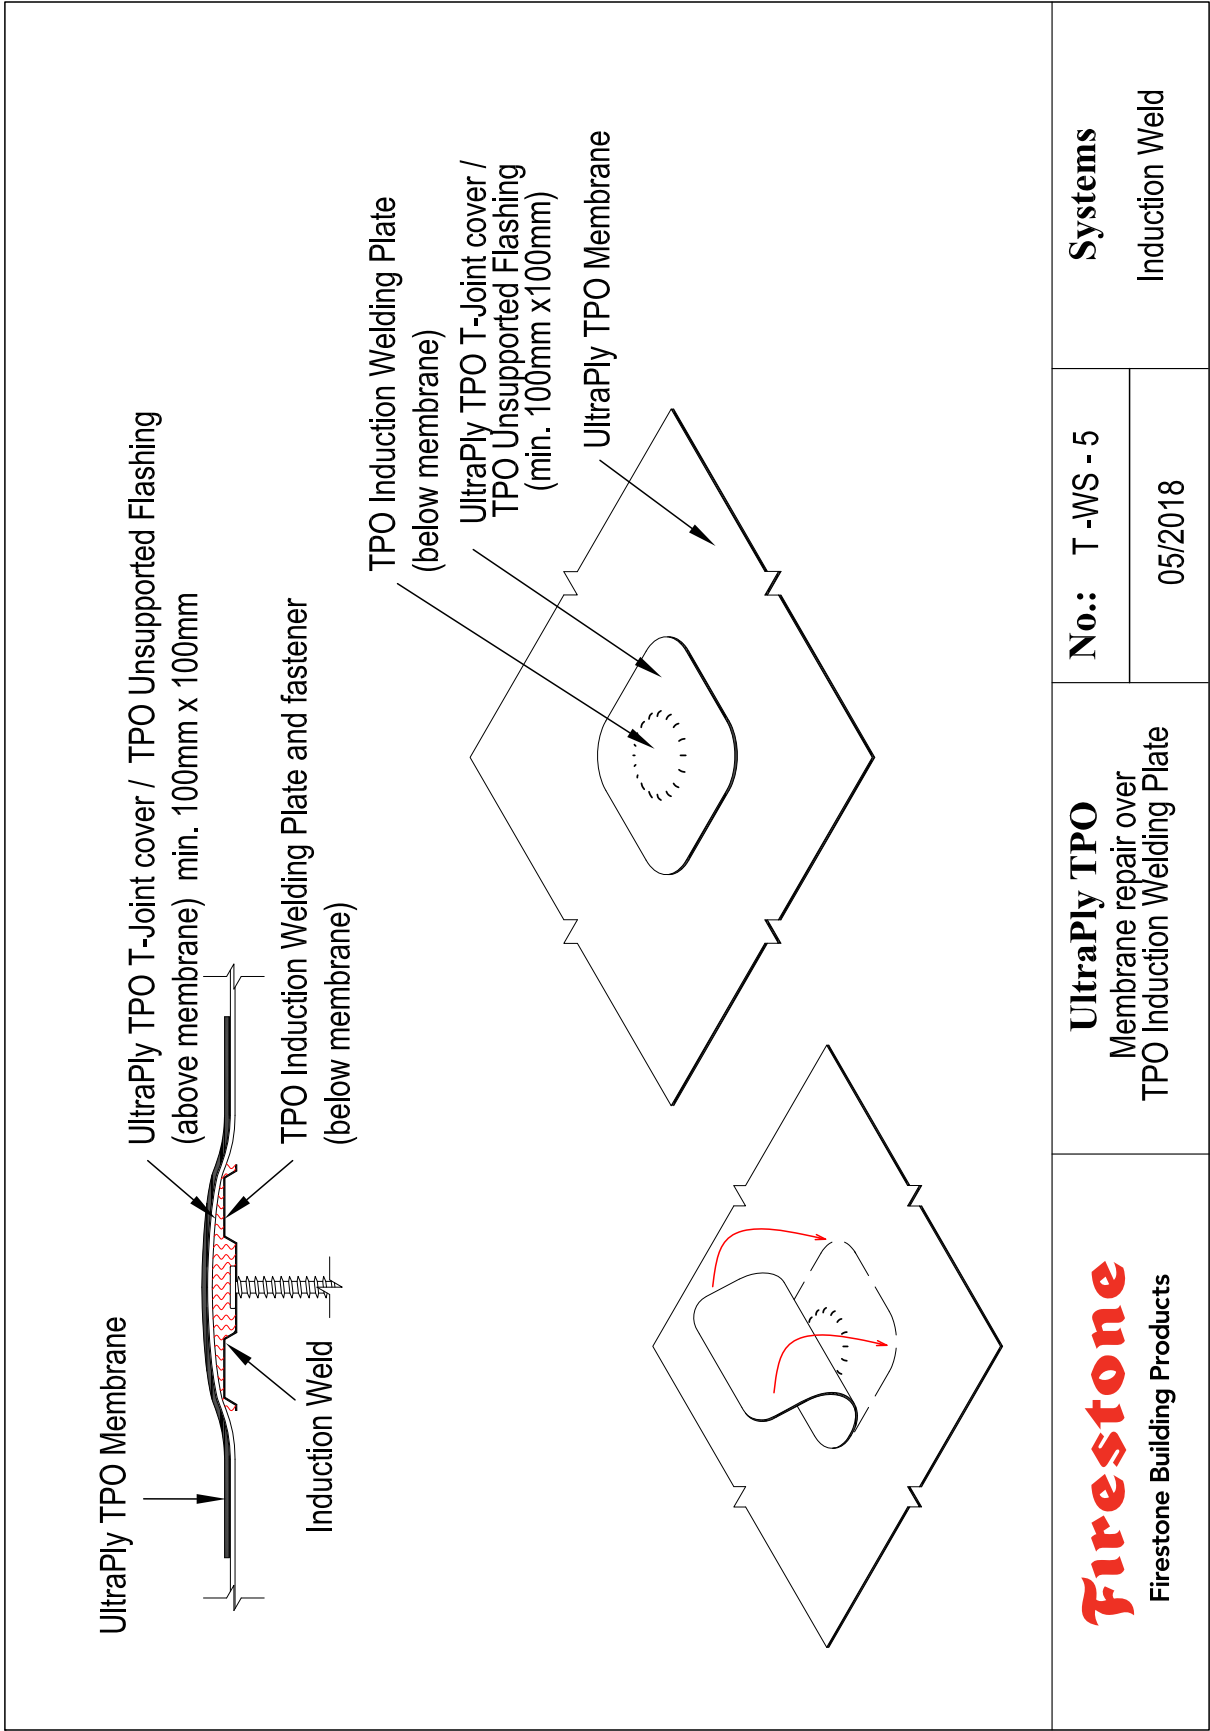 UltraPly TPO Membrane
UltraPly TPO T-Joint cover / TPO Unsupported Flashing
(above membrane) min. 100mm x 100mm
TPO Induction Welding Plate and fastener
(below membrane)
Induction Weld
TPO Induction Welding Plate
(below membrane)
UltraPly TPO T-Joint cover /
TPO Unsupported Flashing
(min. 100mm x100mm)
UltraPly TPO Membrane
Firestone
Firestone Building Products
UltraPly TPO
Membrane repair over
TPO Induction Welding Plate
No.: T -WS - 5
05/2018
Systems
Induction Weld